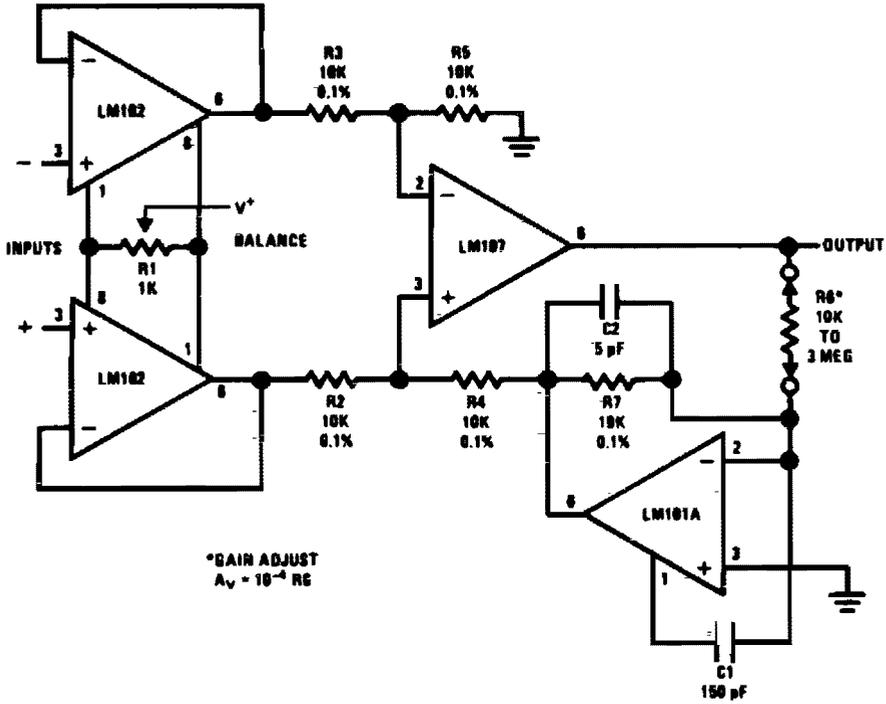 R3
10K
0.1%
R5
10K
0.1%
LM102
6
8
3
1
−
+
−
V+
INPUTS
R1
1K
BALANCE
2
3
LM107
6
−
+
OUTPUT
R6*
10K
TO
3 MEG
C2
5 pF
8
3
1
+
+
−
LM102
6
R2
10K
0.1%
R4
10K
0.1%
R7
10K
0.1%
2
−
6
LM101A
+
3
1
*GAIN ADJUST
AV = 10−4 R6
C1
150 pF